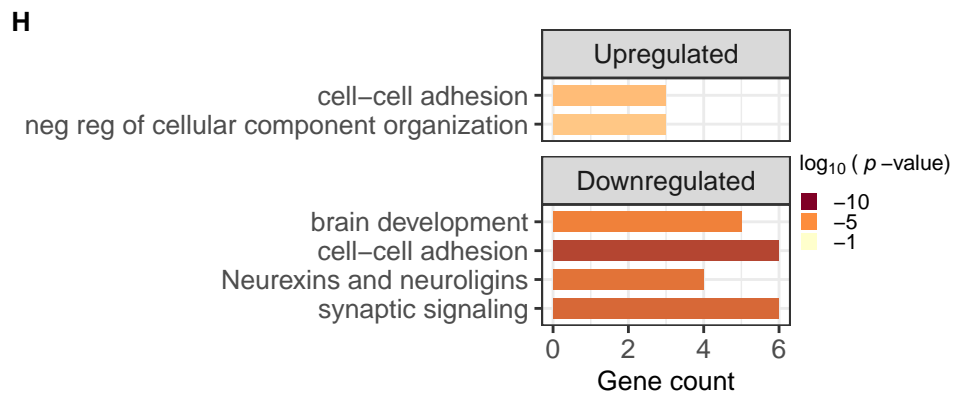 H
Upregulated
cell−cell adhesion
neg reg of cellular component organization
Downregulated
brain development
cell−cell adhesion
Neurexins and neuroligins
synaptic signaling
0 2 4 6
Gene count
log₁₀ ( p −value)
−10
−5
−1